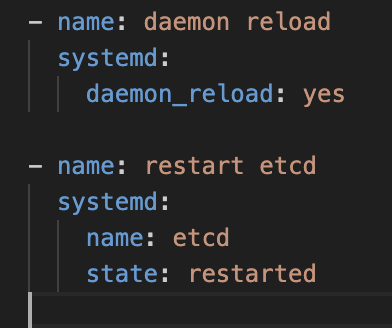 - name: daemon reload
  systemd:
    daemon_reload: yes

- name: restart etcd
  systemd:
    name: etcd
    state: restarted